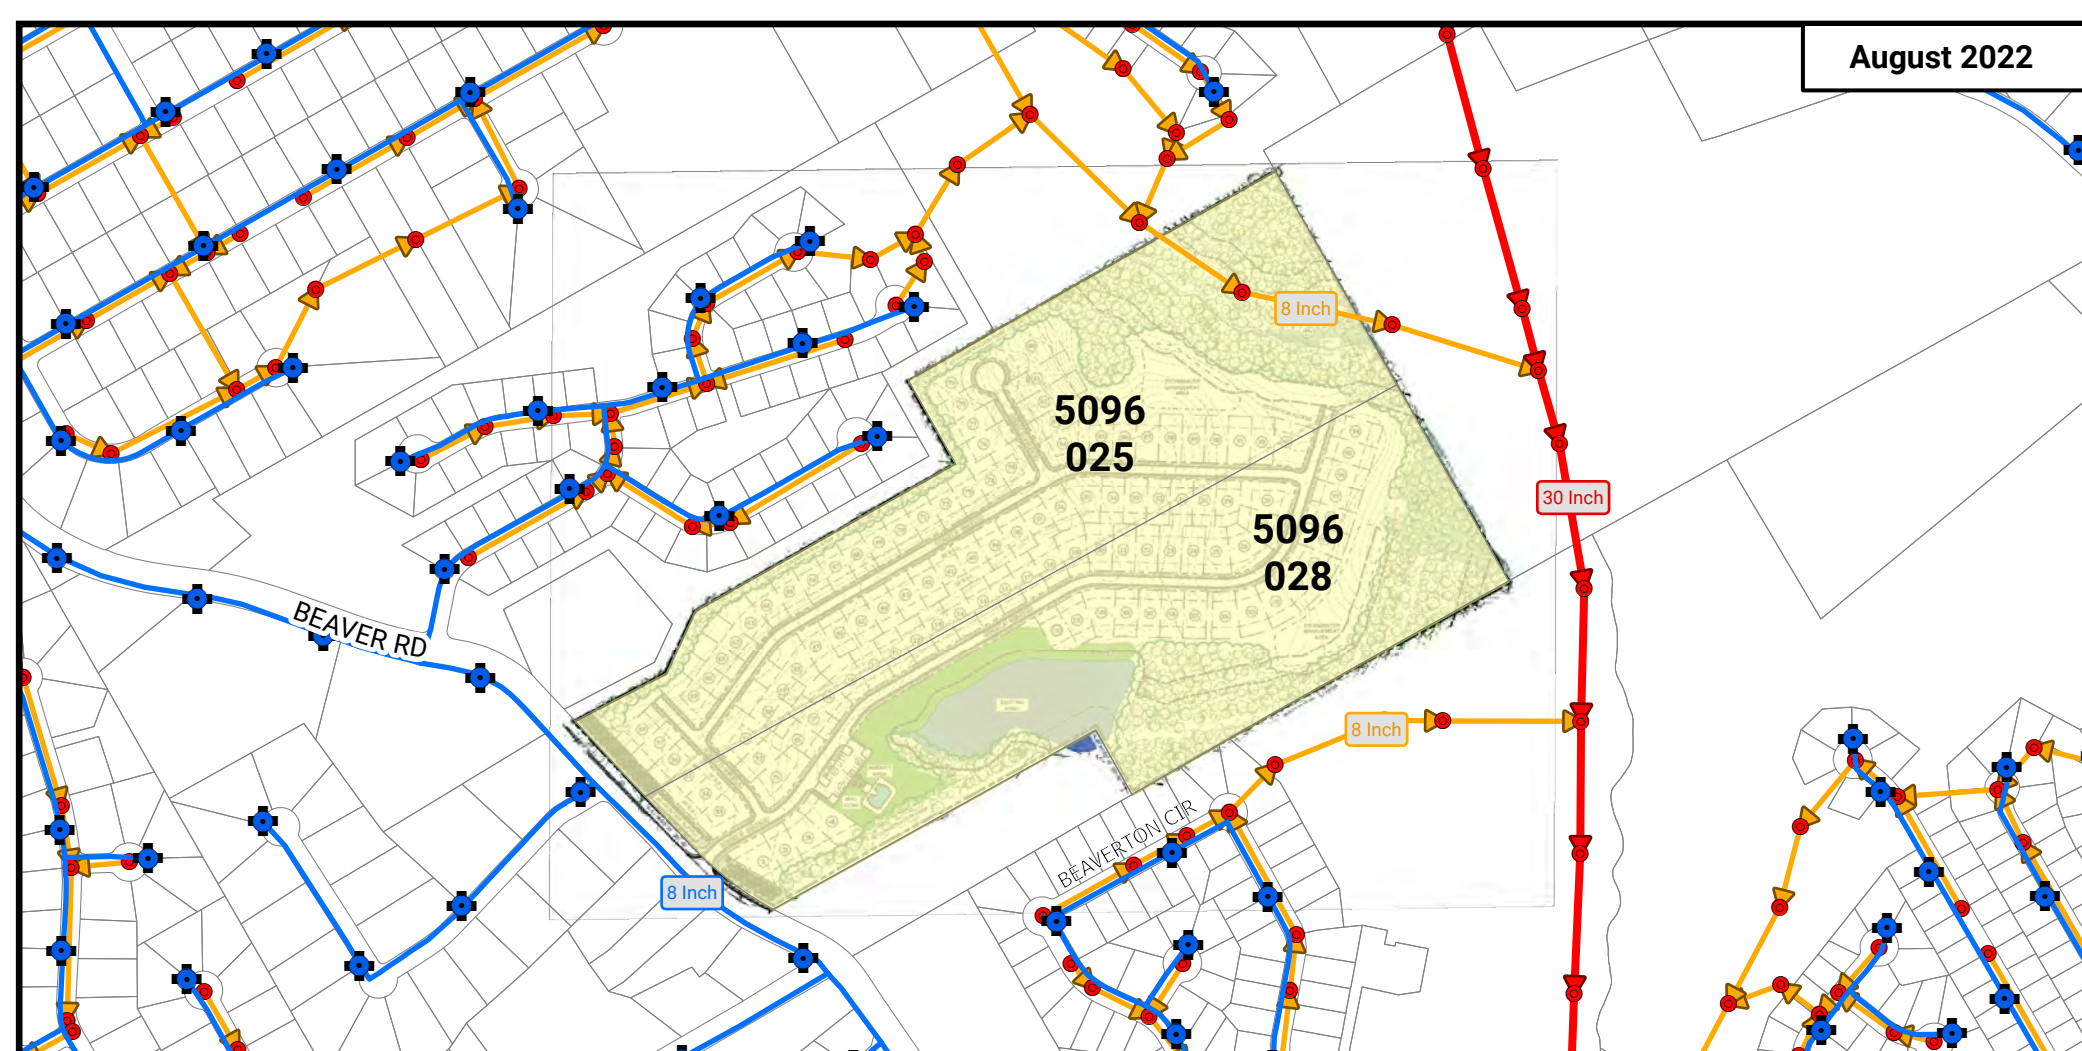 August 2022
8 Inch
5096
025
30 Inch
5096
028
BEAVER RD
8 Inch
BEAVERTON CIR
8 Inch